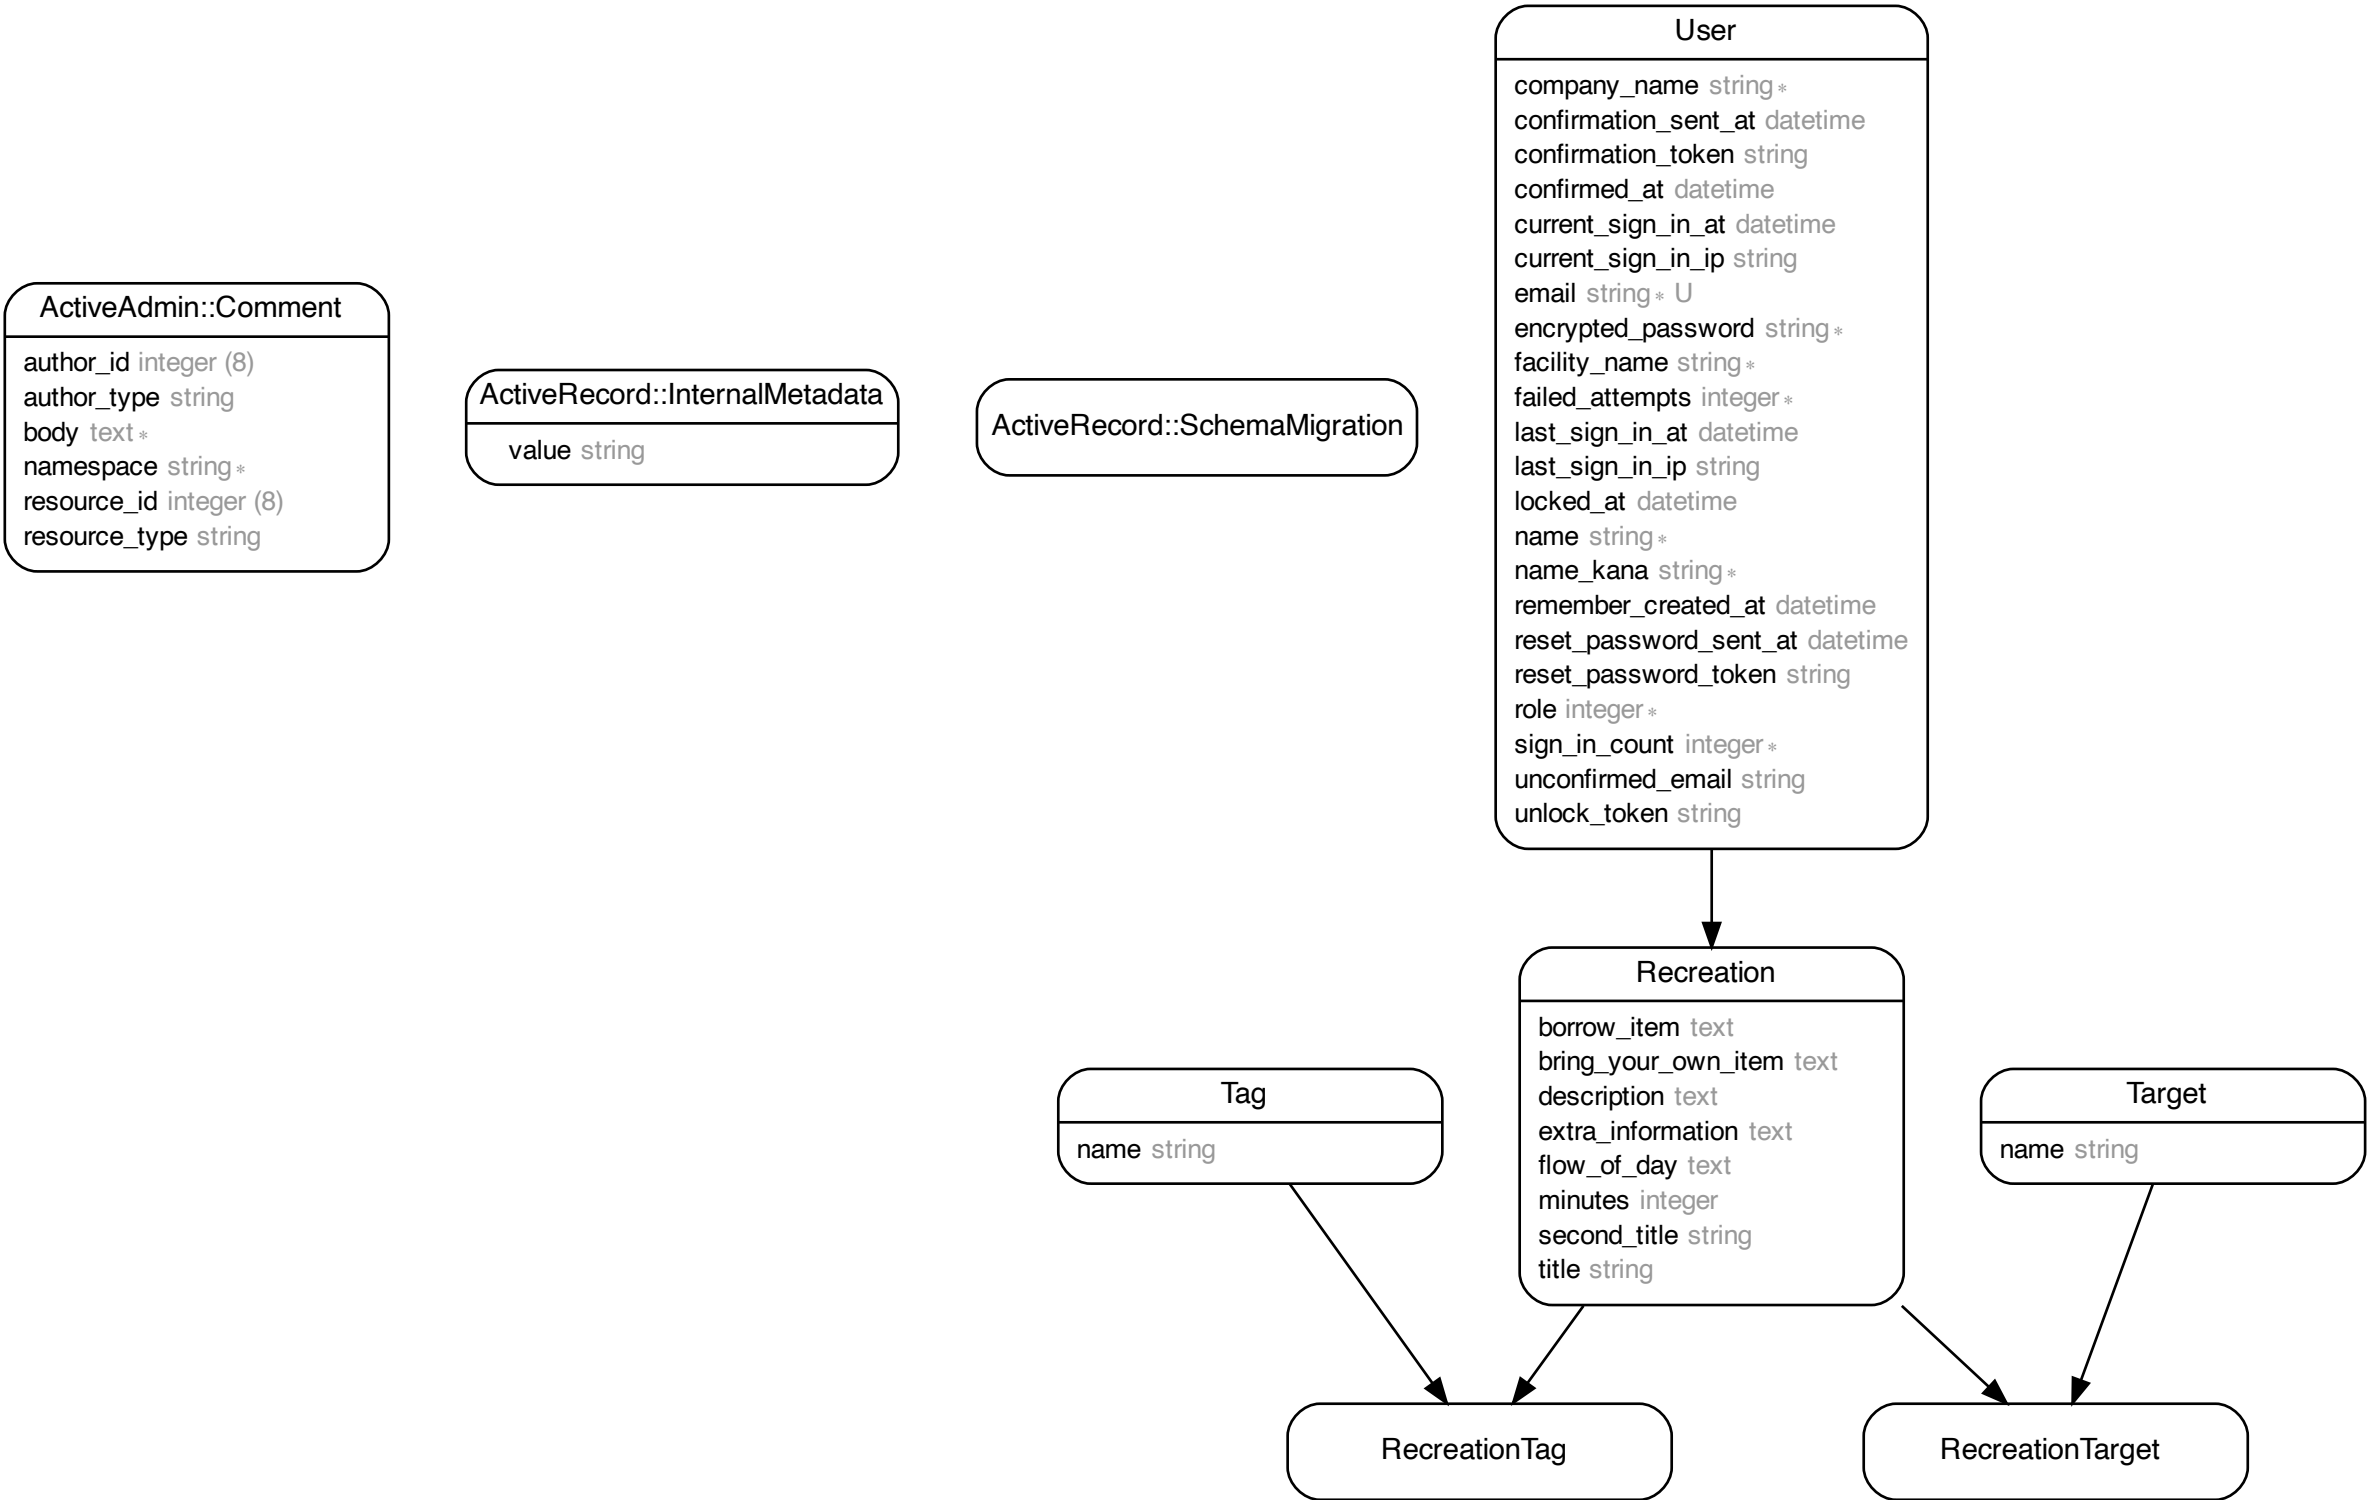 User
company_name string*
confirmation_sent_at datetime
confirmation_token string
confirmed_at datetime
current_sign_in_at datetime
current_sign_in_ip string
email string* U
encrypted_password string*
facility_name string*
failed_attempts integer*
last_sign_in_at datetime
last_sign_in_ip string
locked_at datetime
name string*
name_kana string*
remember_created_at datetime
reset_password_sent_at datetime
reset_password_token string
role integer*
sign_in_count integer*
unconfirmed_email string
unlock_token string
ActiveAdmin::Comment
author_id integer (8)
author_type string
body text*
namespace string*
resource_id integer (8)
resource_type string
ActiveRecord::InternalMetadata
value string
ActiveRecord::SchemaMigration
Recreation
borrow_item text
bring_your_own_item text
description text
extra_information text
flow_of_day text
minutes integer
second_title string
title string
Tag
name string
Target
name string
RecreationTag
RecreationTarget